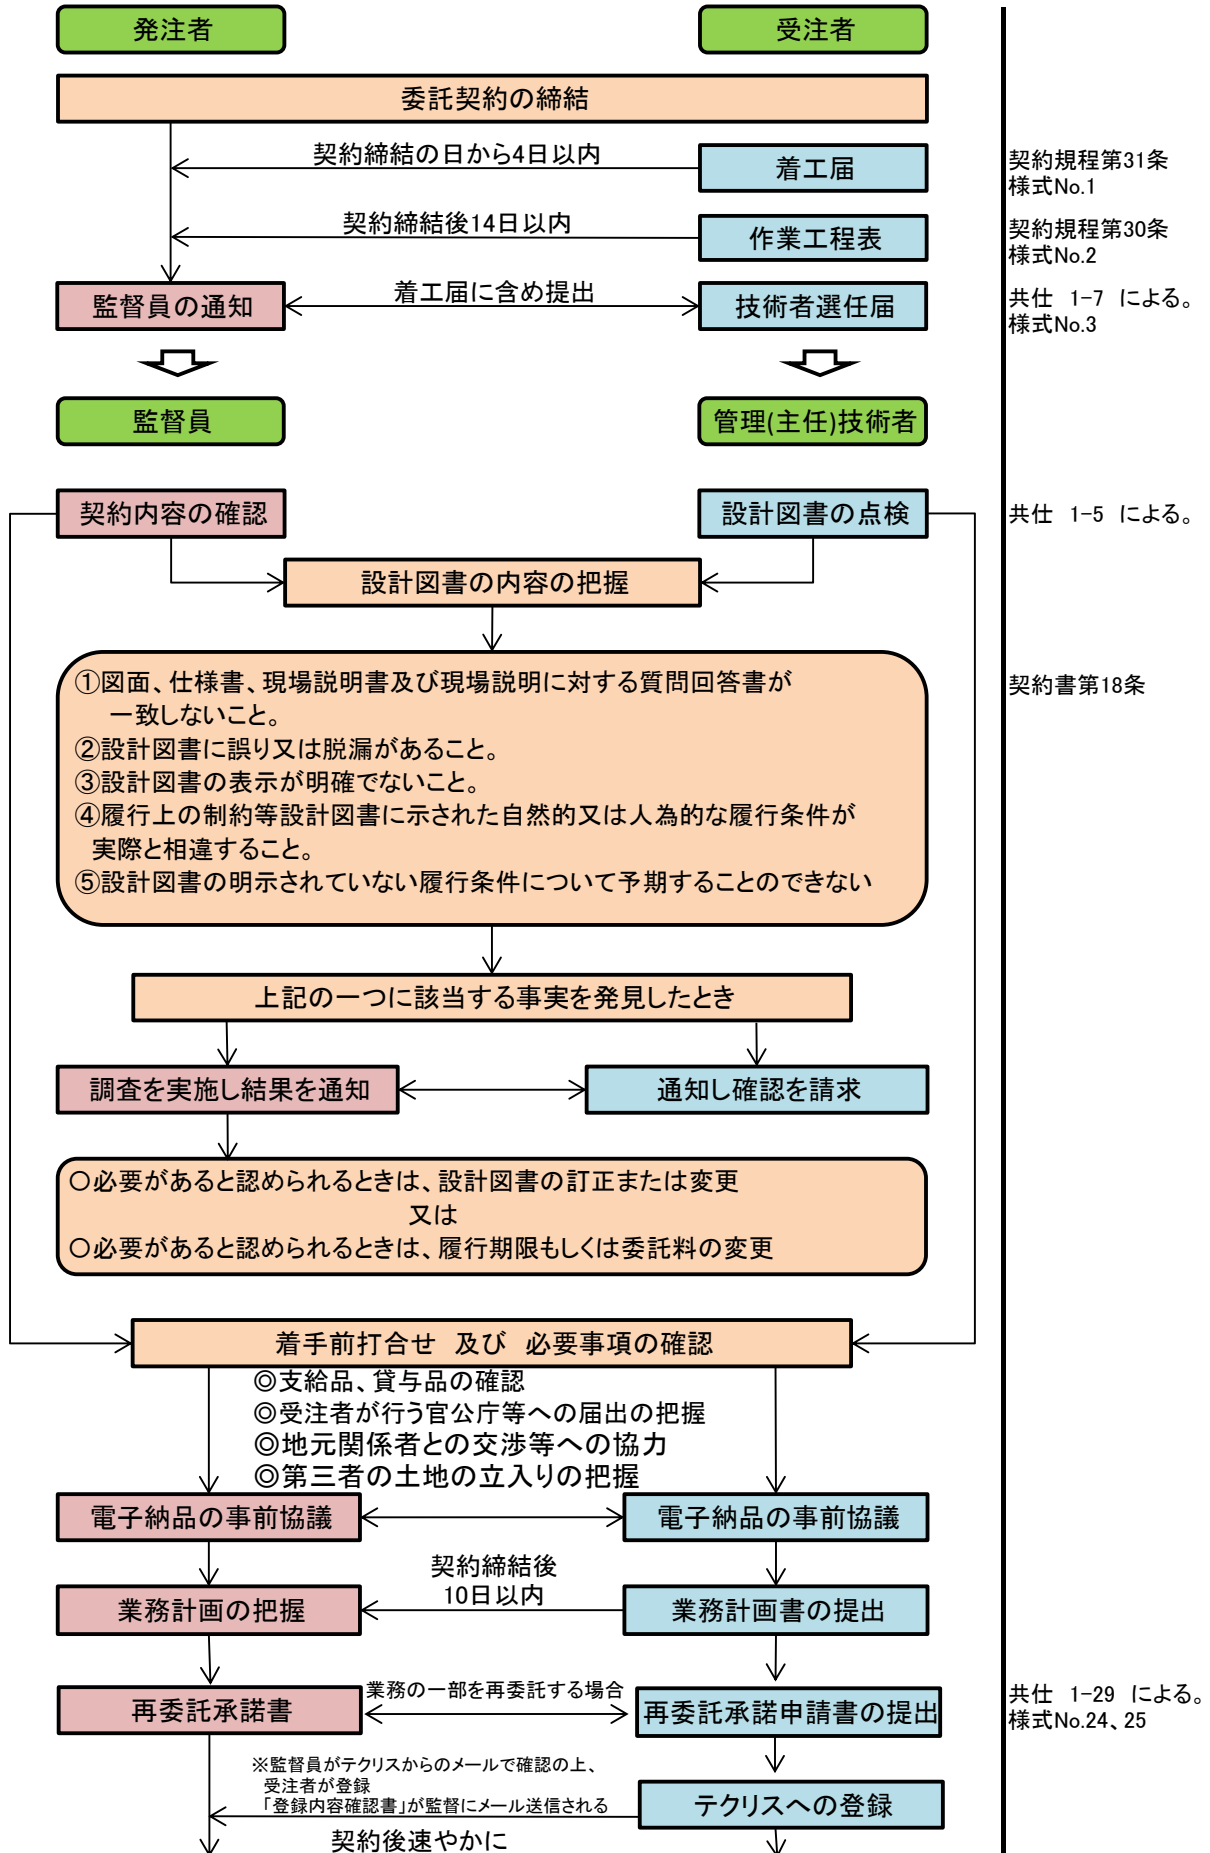 発注者
受注者
委託契約の締結
契約締結の日から4日以内
着工届
契約規程第31条
様式No.1
契約締結後14日以内
作業工程表
契約規程第30条
様式No.2
監督員の通知
着工届に含め提出
技術者選任届
共仕 1-7 による。
様式No.3
監督員
管理(主任)技術者
契約内容の確認
設計図書の点検
共仕 1-5 による。
設計図書の内容の把握
①図面、仕様書、現場説明書及び現場説明に対する質問回答書が
一致しないこと。
②設計図書に誤り又は脱漏があること。
③設計図書の表示が明確でないこと。
④履行上の制約等設計図書に示された自然的又は人為的な履行条件が
実際と相違すること。
⑤設計図書の明示されていない履行条件について予期することのできない
契約書第18条
上記の一つに該当する事実を発見したとき
調査を実施し結果を通知
通知し確認を請求
○必要があると認められるときは、設計図書の訂正または変更
又は
○必要があると認められるときは、履行期限もしくは委託料の変更
着手前打合せ 及び 必要事項の確認
◎支給品、貸与品の確認
◎受注者が行う官公庁等への届出の把握
◎地元関係者との交渉等への協力
◎第三者の土地の立入りの把握
電子納品の事前協議
電子納品の事前協議
契約締結後
10日以内
業務計画の把握
業務計画書の提出
再委託承諾書
業務の一部を再委託する場合
再委託承諾申請書の提出
共仕 1-29 による。
様式No.24、25
※監督員がテクリスからのメールで確認の上、
受注者が登録
「登録内容確認書」が監督にメール送信される
テクリスへの登録
契約後速やかに